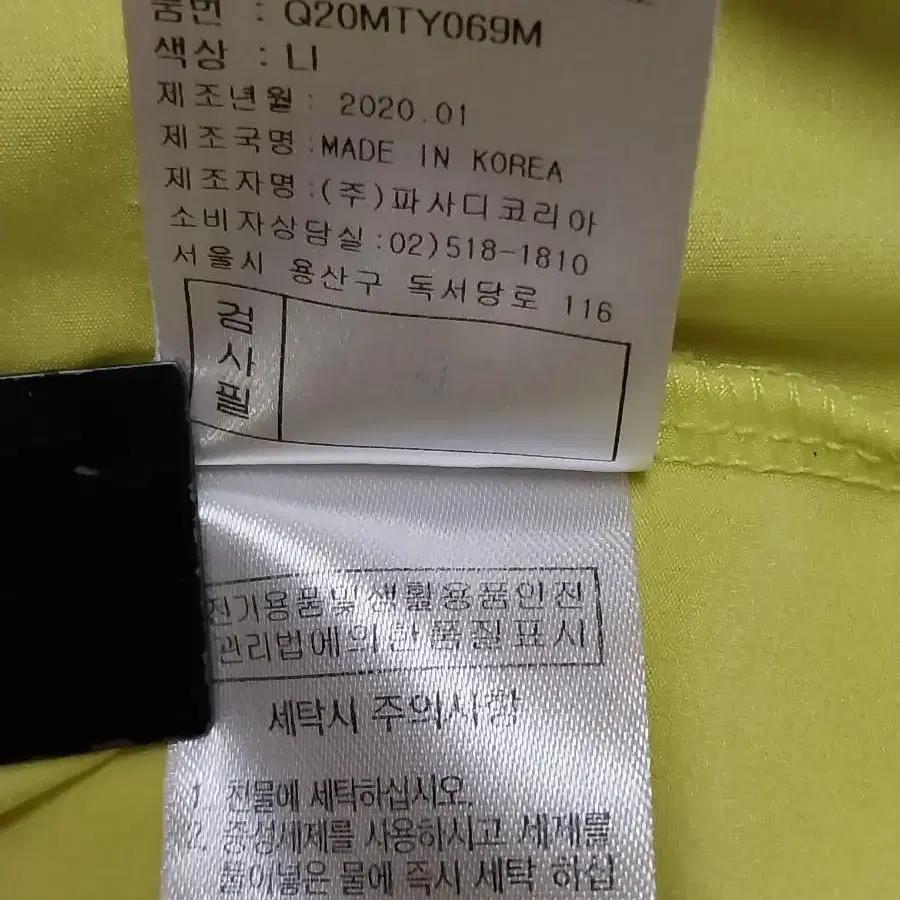 품번 : Q20MTY069M
색상 : LI
제조년월 : 2020.01
제조국명 : MADE IN KOREA
제조자명 : (주)파사디코리아
소비자상담실 : 02)518-1810
서울시 용산구 독서당로 116
검사필
전기용품및생활용품안전
관리법에의한품질표시
세탁시 주의사항
1. 찬물에 세탁하십시오.
2. 중성세제를 사용하시고 세제를
풀어넣은 물에 즉시 세탁 하십